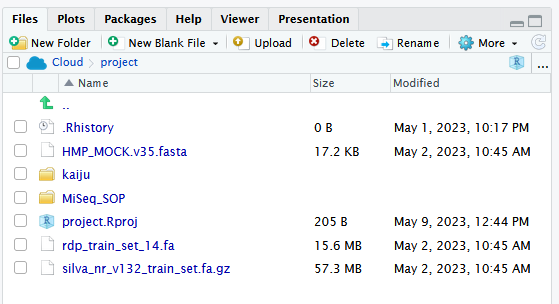 Files Plots Packages Help Viewer Presentation
New Folder New Blank File Upload Delete Rename More
Cloud project R ...
Name Size Modified
..
.Rhistory 0 B May 1, 2023, 10:17 PM
HMP_MOCK.v35.fasta 17.2 KB May 2, 2023, 10:45 AM
kaiju
MiSeq_SOP
project.Rproj 205 B May 9, 2023, 12:44 PM
rdp_train_set_14.fa 15.6 MB May 2, 2023, 10:45 AM
silva_nr_v132_train_set.fa.gz 57.3 MB May 2, 2023, 10:45 AM